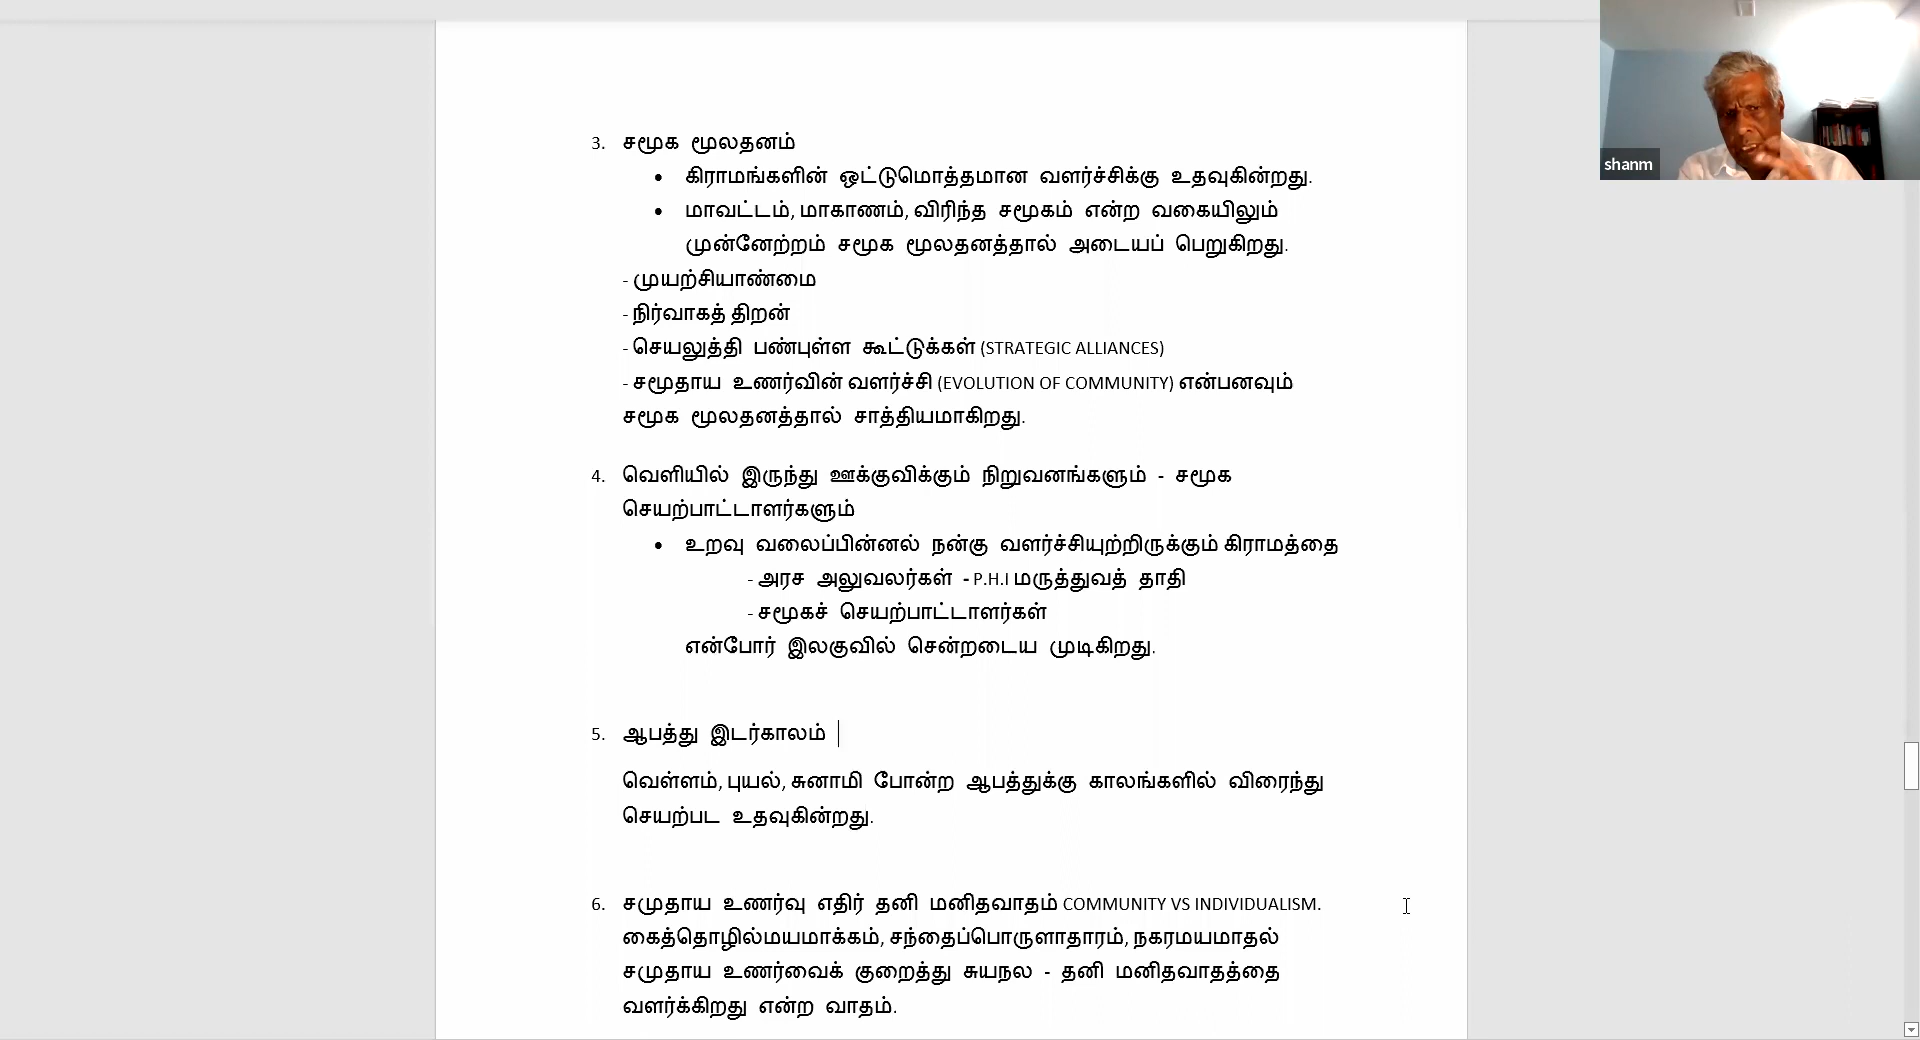 shanm
3. சமூக மூலதனம்
• கிராமங்களின் ஒட்டுமொத்தமான வளர்ச்சிக்கு உதவுகின்றது.
• மாவட்டம், மாகாணம், விரிந்த சமூகம் என்ற வகையிலும்
முன்னேற்றம் சமூக மூலதனத்தால் அடையப் பெறுகிறது.
- முயற்சியாண்மை
- நிர்வாகத் திறன்
- செயலுத்தி பண்புள்ள கூட்டுக்கள் (STRATEGIC ALLIANCES)
- சமூதாய உணர்வின் வளர்ச்சி (EVOLUTION OF COMMUNITY) என்பனவும்
சமூக மூலதனத்தால் சாத்தியமாகிறது.
4. வெளியில் இருந்து ஊக்குவிக்கும் நிறுவனங்களும் - சமூக
செயற்பாட்டாளர்களும்
• உறவு வலைப்பின்னல் நன்கு வளர்ச்சியுற்றிருக்கும் கிராமத்தை
- அரச அலுவலர்கள் - P.H.I மருத்துவத் தாதி
- சமூகச் செயற்பாட்டாளர்கள்
என்போர் இலகுவில் சென்றடைய முடிகிறது.
5. ஆபத்து இடர்காலம்
வெள்ளம், புயல், சுனாமி போன்ற ஆபத்துக்கு காலங்களில் விரைந்து
செயற்பட உதவுகின்றது.
6. சமுதாய உணர்வு எதிர் தனி மனிதவாதம் COMMUNITY VS INDIVIDUALISM.
கைத்தொழில்மயமாக்கம், சந்தைப்பொருளாதாரம், நகரமயமாதல்
சமுதாய உணர்வைக் குறைத்து சுயநல - தனி மனிதவாதத்தை
வளர்க்கிறது என்ற வாதம்.